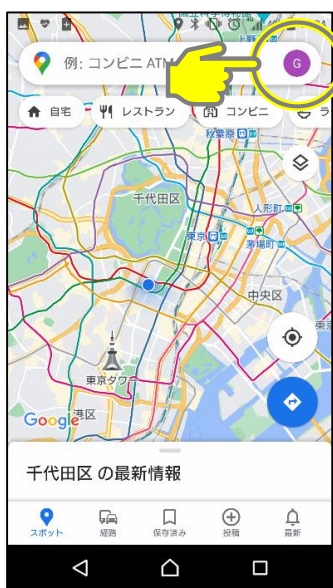 例: コンビニ ATM
G
自宅
レストラン
コンビニ
ラ
秋葉原
千代田区
人形町
東京
茅場町
中央区
東京タワー
Google
港区
千代田区 の最新情報
スポット
経路
保存済み
投稿
最新